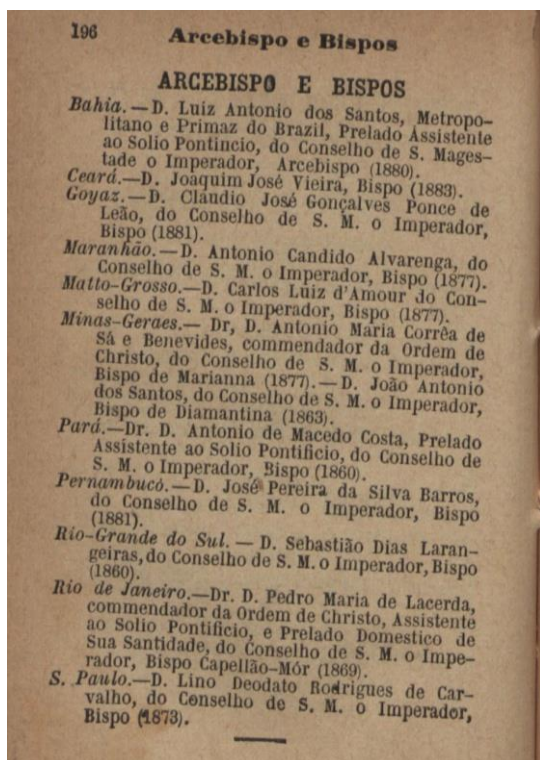 196
Arcebispo e Bispos
ARCEBISPO E BISPOS
Bahia.—D. Luiz Antonio dos Santos, Metropo-
litano e Primaz do Brazil, Prelado Assistente
ao Solio Pontincio, do Conselho de S. Mages-
tade o Imperador, Arcebispo (1880).
Ceará.—D. Joaquim José Vieira, Bispo (1883).
Goyaz.—D. Claudio José Gonçalves Ponce de
Leão, do Conselho de S. M. o Imperador,
Bispo (1881).
Maranhão.—D. Antonio Candido Alvarenga, do
Conselho de S. M. o Imperador, Bispo (1877).
Matto-Grosso.—D. Carlos Luiz d'Amour do Con-
selho de S. M. o Imperador, Bispo (1877).
Minas-Geraes.— Dr, D. Antonio Maria Corrêa de
Sá e Benevides, commendador da Ordem de
Christo, do Conselho de S. M. o Imperador,
Bispo de Marianna (1877).—D. João Antonio
dos Santos, do Conselho de S. M. o Imperador,
Bispo de Diamantina (1863).
Pará.—Dr. D. Antonio de Macedo Costa, Prelado
Assistente ao Solio Pontificio, do Conselho de
S. M. o Imperador, Bispo (1860).
Pernambucó.—D. José Pereira da Silva Barros,
do Conselho de S. M. o Imperador, Bispo
(1881).
Rio-Grande do Sul.— D. Sebastião Dias Laran-
geiras, do Conselho de S. M. o Imperador, Bispo
(1860).
Rio de Janeiro.—Dr. D. Pedro Maria de Lacerda,
commendador da Ordem de Christo, Assistente
ao Solio Pontificio, e Prelado Domestico de
Sua Santidade, do Conselho de S. M. o Impe-
rador, Bispo Capellão-Mór (1869).
S. Paulo.—D. Lino Deodato Rodrigues de Car-
valho, do Conselho de S. M. o Imperador,
Bispo (1873).